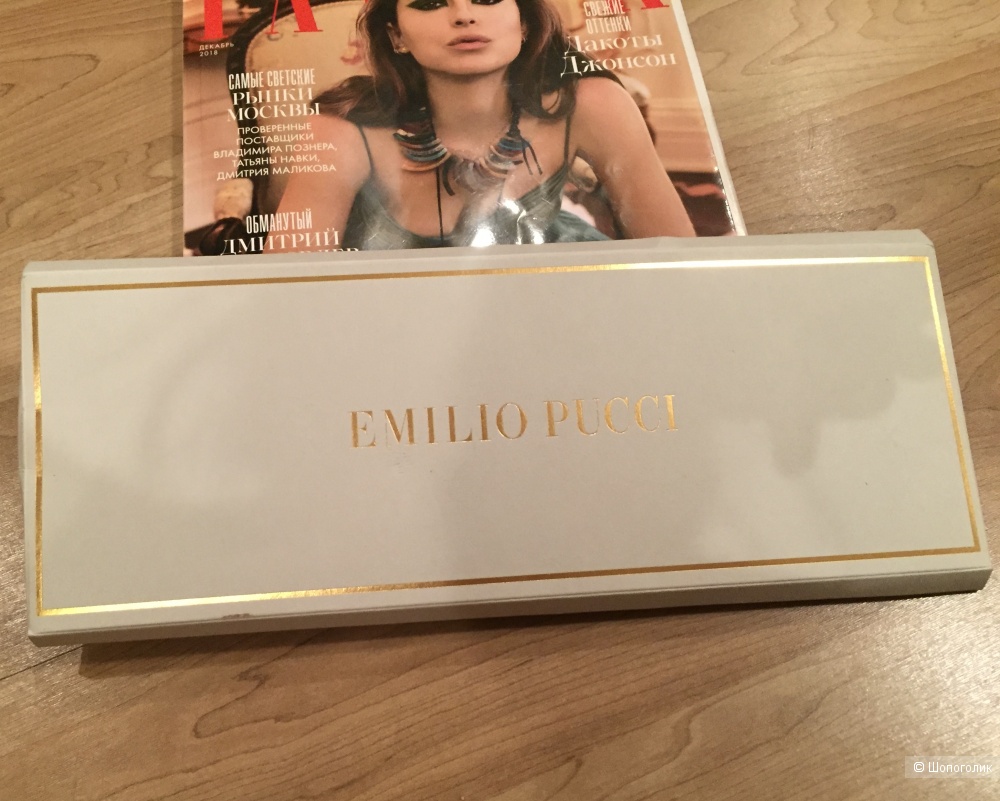 ДЕКАБРЬ
2018
САМЫЕ СВЕТСКИЕ
РЫНКИ
МОСКВЫ
ПРОВЕРЕННЫЕ
ПОСТАВЩИКИ
ВЛАДИМИРА ПОЗНЕРА,
ТАТЬЯНЫ НАВКИ,
ДМИТРИЯ МАЛИКОВА
ОБМАНУТЫЙ
ДМИТРИЙ
СВЕЖИЕ
ОТТЕНКИ
Дакоты
Джонсон
EMILIO PUCCI
© Шопоголик